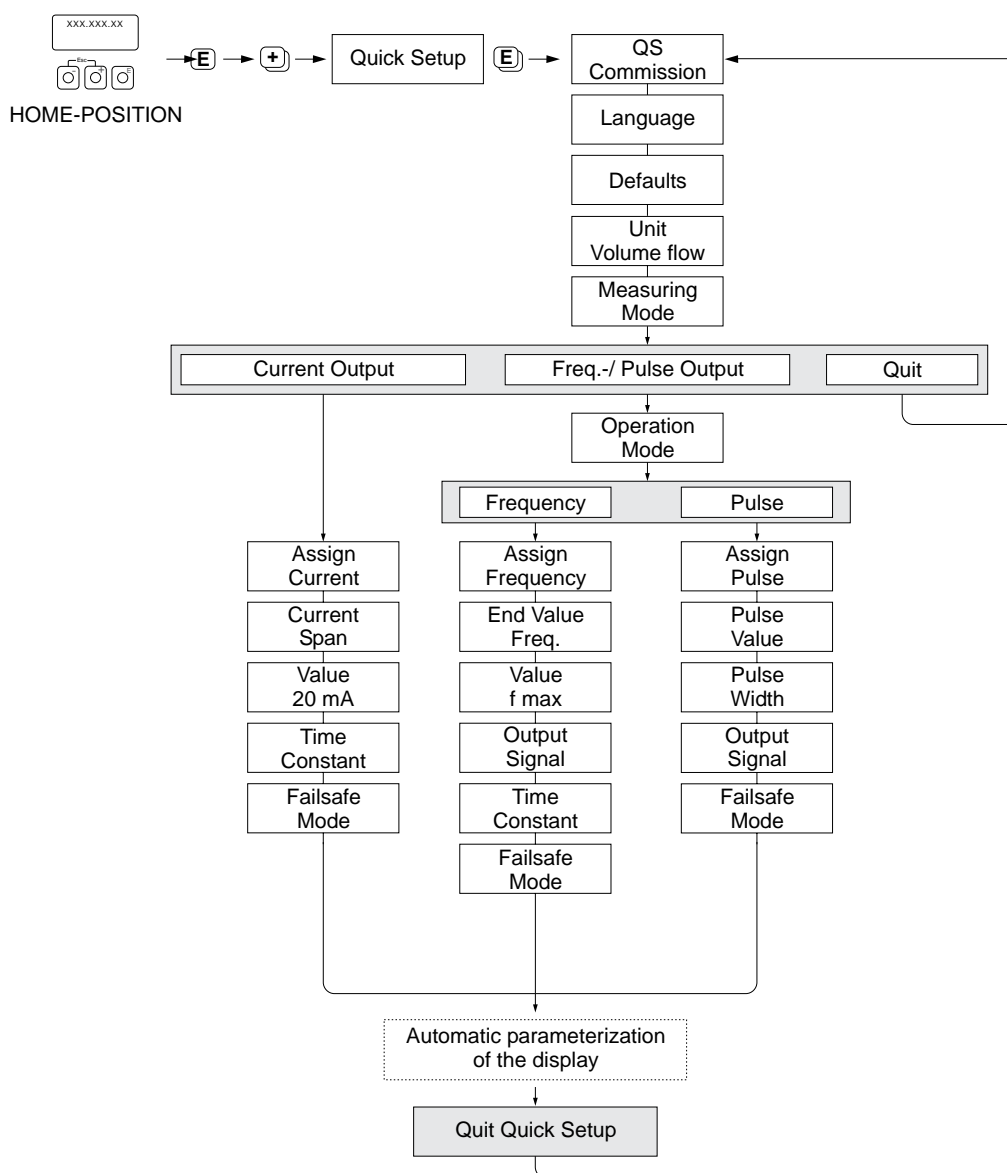 xxx.xxx.xx
Esc
- + E
HOME-POSITION
E
+
Quick Setup
E
QS
Commission
Language
Defaults
Unit
Volume flow
Measuring
Mode
Current Output
Freq.-/ Pulse Output
Quit
Operation
Mode
Frequency
Pulse
Assign
Current
Assign
Frequency
Assign
Pulse
Current
Span
End Value
Freq.
Pulse
Value
Value
20 mA
Value
f max
Pulse
Width
Time
Constant
Output
Signal
Output
Signal
Failsafe
Mode
Time
Constant
Failsafe
Mode
Failsafe
Mode
Automatic parameterization
of the display
Quit Quick Setup